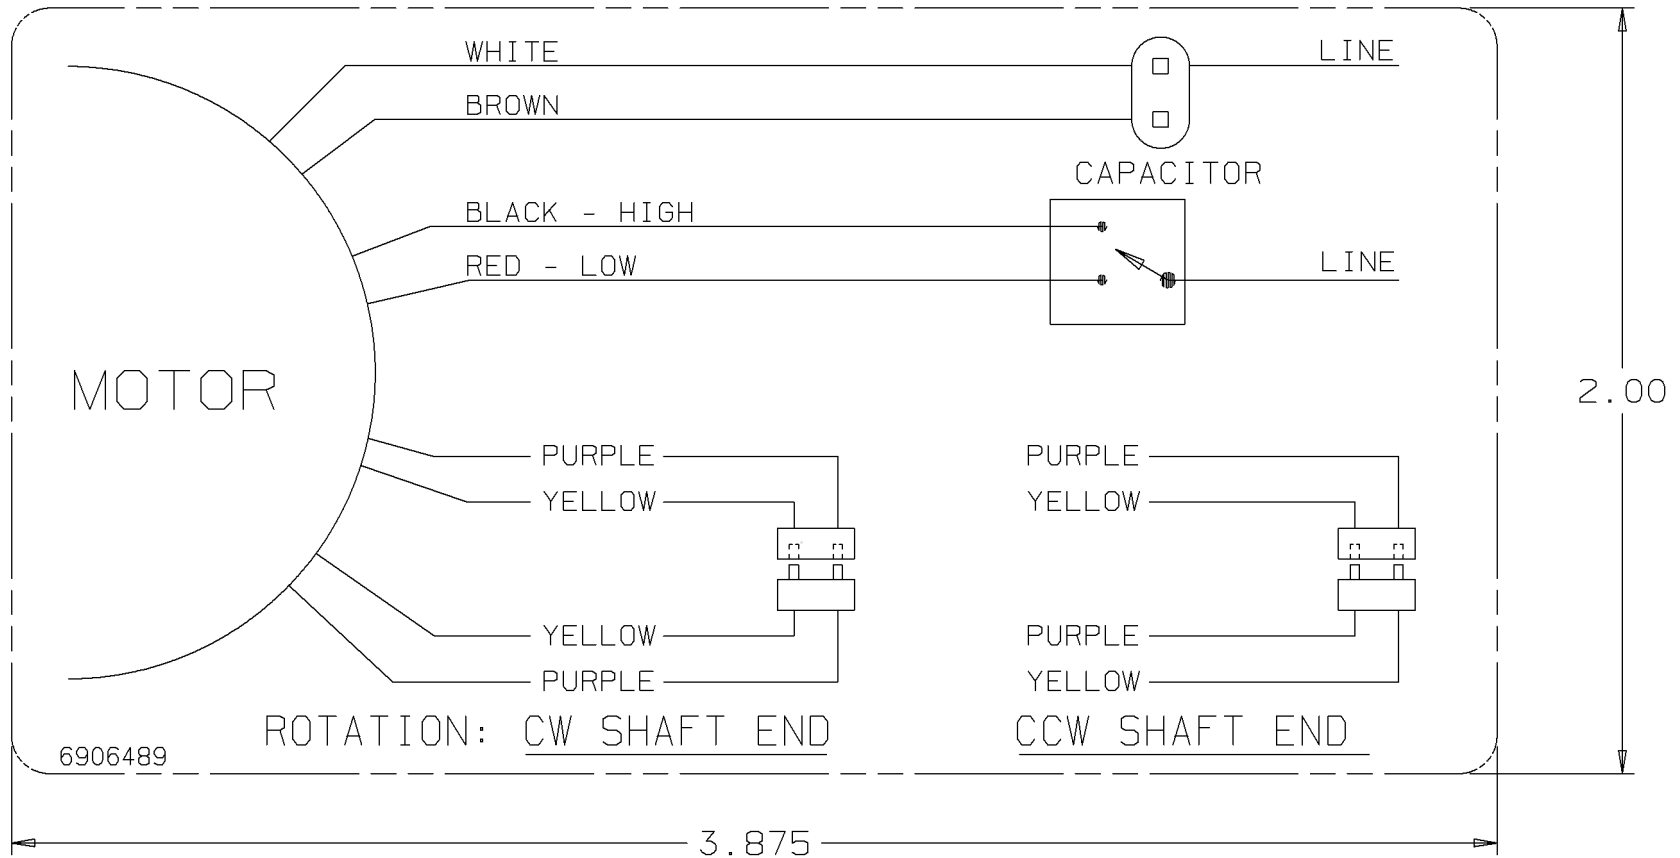 WHITE
LINE
BROWN
CAPACITOR
BLACK - HIGH
RED - LOW
LINE
MOTOR
2.00
PURPLE
PURPLE
YELLOW
YELLOW
YELLOW
PURPLE
PURPLE
YELLOW
ROTATION: CW SHAFT END
CCW SHAFT END
6906489
3.875